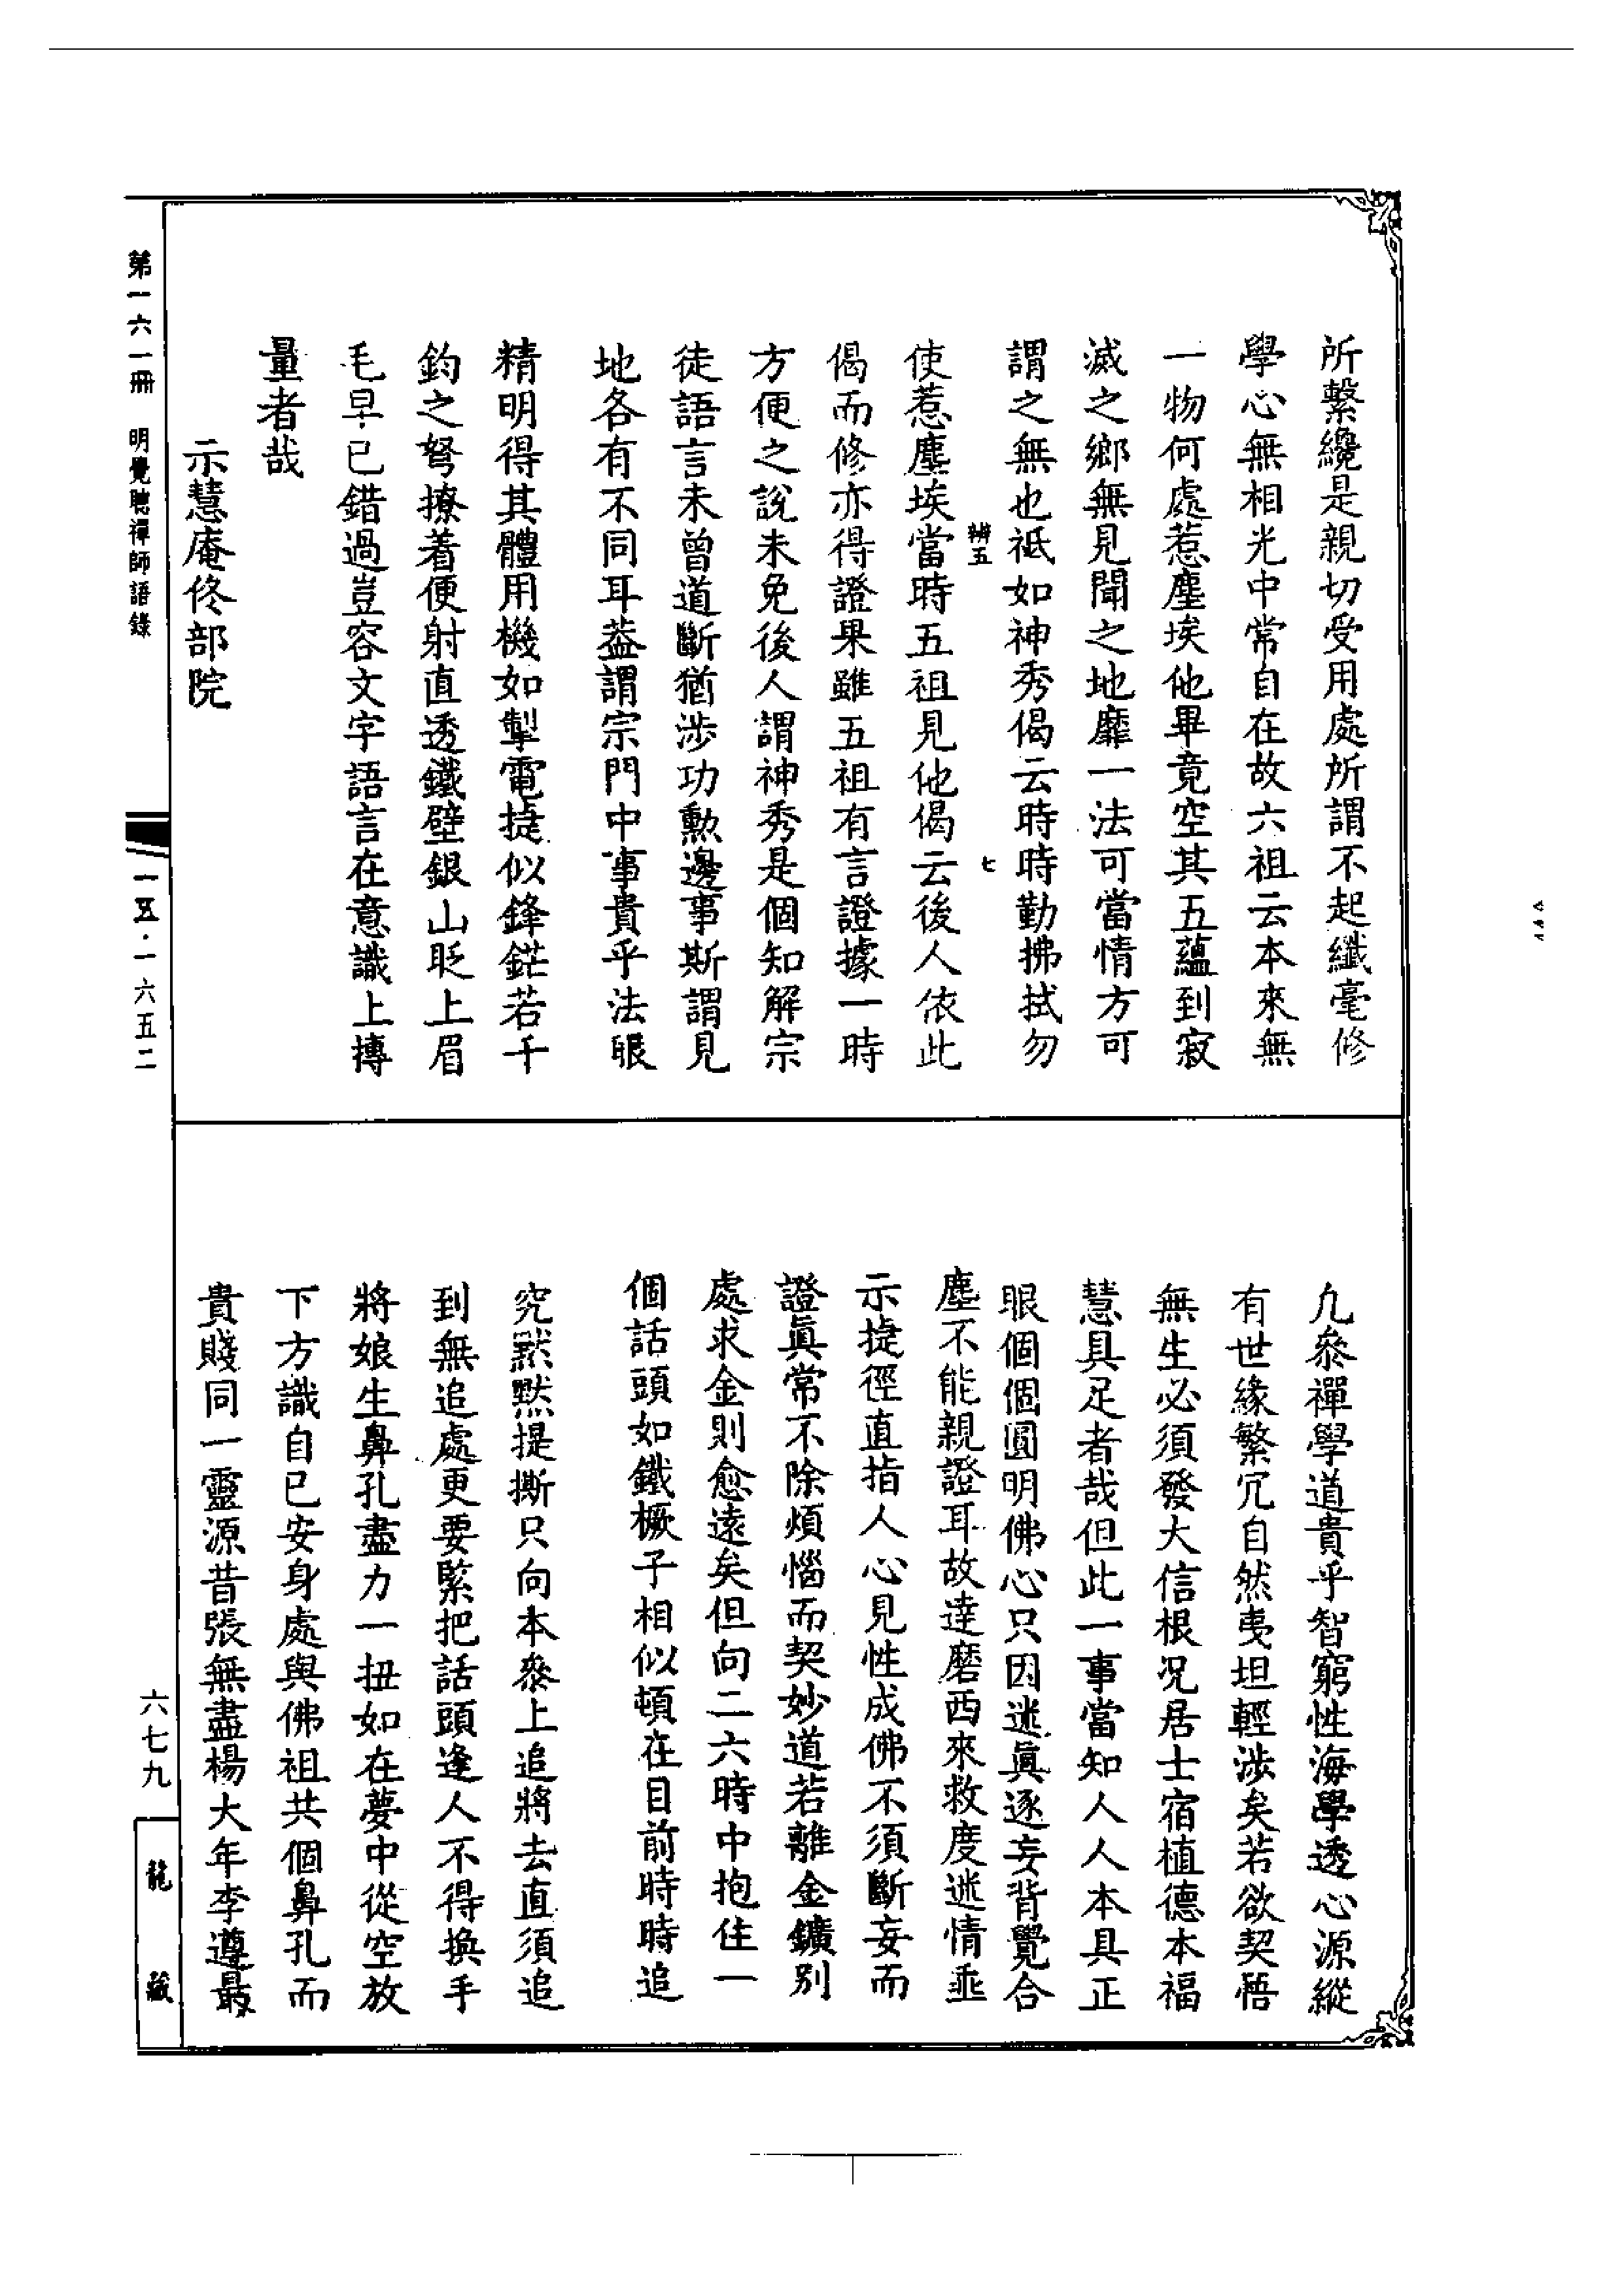 所繫纔是親切受用處所謂不起纖毫修
學心無相光中常自在故六祖云本來無
一物何處惹塵埃他畢竟空其五蘊到寂
滅之鄉無見聞之地靡一法可當情方可
謂之無也祇如神秀偈云時時勤拂拭勿
辨五 七
使惹塵埃當時五祖見他偈云後人依此
偈而修亦得證果雖五祖有言證據一時
方便之說未免後人謂神秀是個知解宗
徒語言未曾道斷猶涉功勲邊事斯謂見
地各有不同耳葢謂宗門中事貴乎法眼
精明得其體用機如掣電捷似鋒鋩若千
鈞之弩撩着便射直透鐵壁銀山眨上眉
毛早已錯過豈容文字語言在意識上摶
量者哉
示慧庵佟部院
凡叅禪學道貴乎智窮性海學透心源縱
有世緣繁冗自然夷坦輕涉矣若欲契悟
無生必須發大信根况居士宿植德本福
慧具足者哉但此一事當知人人本具正
眼個個圓明佛心只因迷眞逐妄背覺合
塵不能親證耳故達磨西來救度迷情垂
示捷徑直指人心見性成佛不須斷妄而
證眞常不除煩惱而契妙道若離金鑛別
處求金則愈遠矣但向二六時中抱住一
個話頭如鐵橛子相似頓在目前時時追
究默默提撕只向本叅上追將去直須追
到無追處更要緊把話頭逢人不得換手
將娘生鼻孔盡力一扭如在夢中從空放
下方識自已安身處與佛祖共個鼻孔而
貴賤同一靈源昔張無盡楊大年李遵最
第一六一冊 明覺聰禪師語錄
一五·一六五二
六七九
龍藏